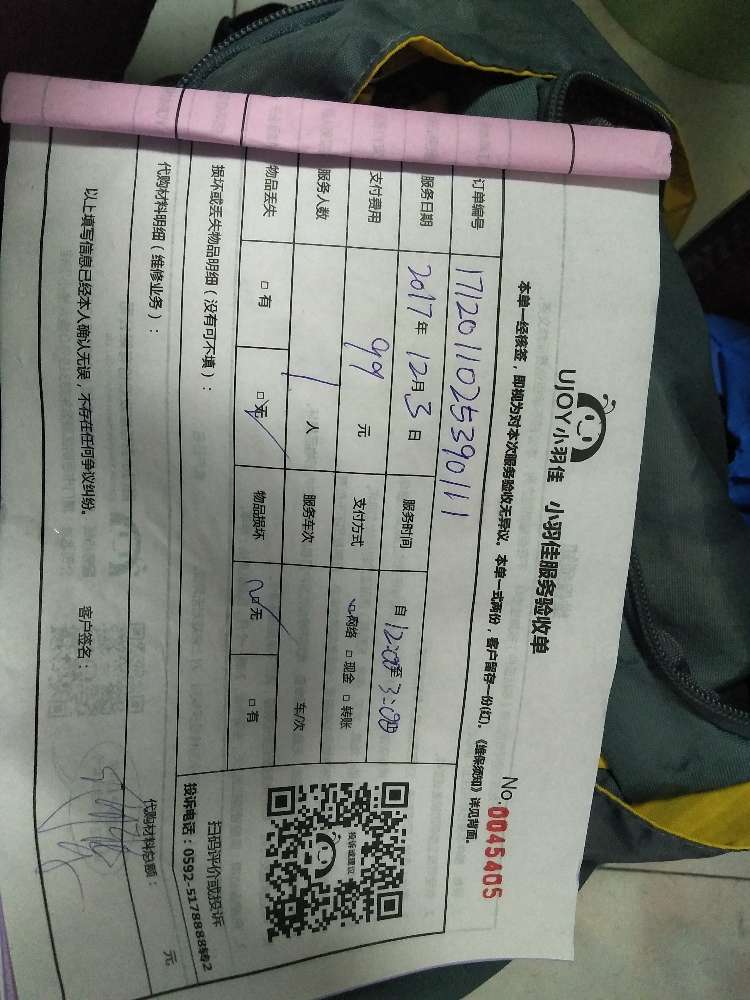 UJOY小羽佳 小羽佳服务验收单
No.0045405
本单一经核签，即视为对本次服务验收无异议。本单一式两份，客户留存一份(红)。《维保须知》详见背面。
订单编号 171201102539011 1
服务日期 2017年 12月 3日 服务时间 自 12:00至 3:00
支付费用 99 元 支付方式 ☑网络 □ 现金 □ 转账
服务人数 1 人 服务车次 车/次
物品丢失 □ 有 ☑ 无 物品损坏 ☑ 无 □ 有
损坏或丢失物品明细（没有可不填）：
投诉或建议
扫码评价或投诉
投诉电话：0592-5178888转2
代购材料明细（维修业务）： 代购材料总额： 元
以上填写信息已经本人确认无误，不存在任何争议纠纷。 客户签名：